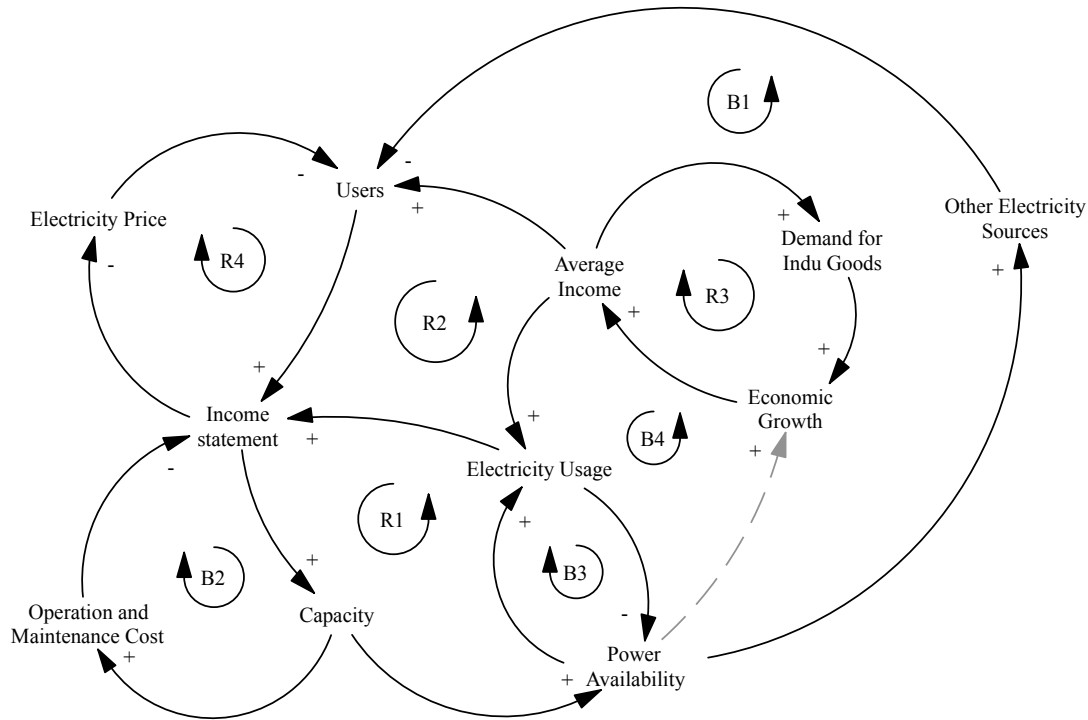 B1
-
-
Users
+
Electricity Price
-
R4
+
Demand for
Indu Goods
Other Electricity
Sources
+
Average
Income
R3
+
R2
+
+
Economic
Growth
+
Income
statement
+
-
+
B4
+
Electricity Usage
R1
+
+
B3
B2
-
Operation and
Maintenance Cost
+
Capacity
Power
Availability
+